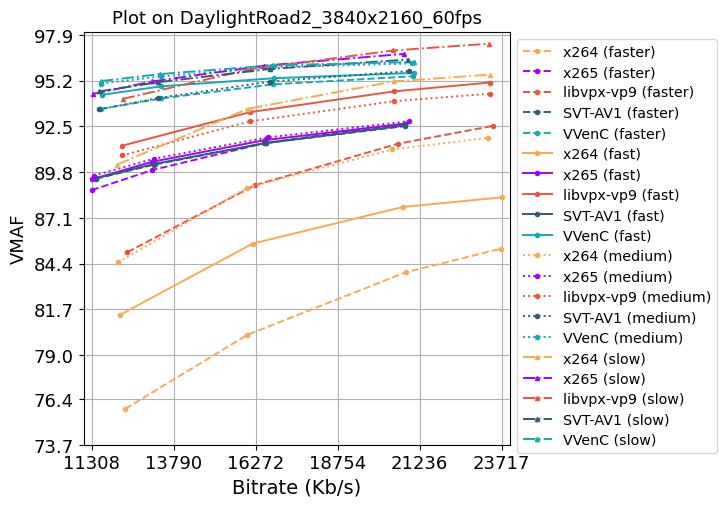 Plot on DaylightRoad2_3840x2160_60fps
VMAF
97.9
95.2
92.5
89.8
87.1
84.4
81.7
79.0
76.4
73.7
11308 13790 16272 18754 21236 23717
Bitrate (Kb/s)
x264 (faster)
x265 (faster)
libvpx-vp9 (faster)
SVT-AV1 (faster)
VVenC (faster)
x264 (fast)
x265 (fast)
libvpx-vp9 (fast)
SVT-AV1 (fast)
VVenC (fast)
x264 (medium)
x265 (medium)
libvpx-vp9 (medium)
SVT-AV1 (medium)
VVenC (medium)
x264 (slow)
x265 (slow)
libvpx-vp9 (slow)
SVT-AV1 (slow)
VVenC (slow)